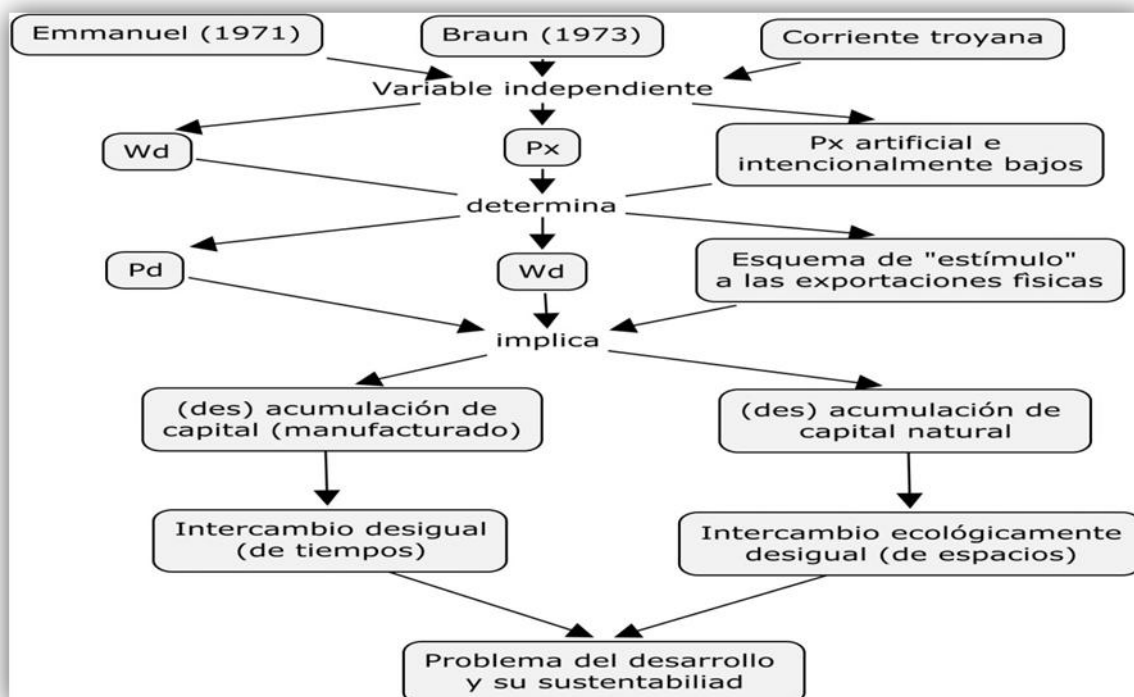 Emmanuel (1971)
Braun (1973)
Corriente troyana
Variable independiente
Wd
Px
Px artificial e
intencionalmente bajos
determina
Pd
Wd
Esquema de "estímulo"
a las exportaciones fìsicas
implica
(des) acumulación de
capital (manufacturado)
(des) acumulación de
capital natural
Intercambio desigual
(de tiempos)
Intercambio ecológicamente
desigual (de espacios)
Problema del desarrollo
y su sustentabiliad